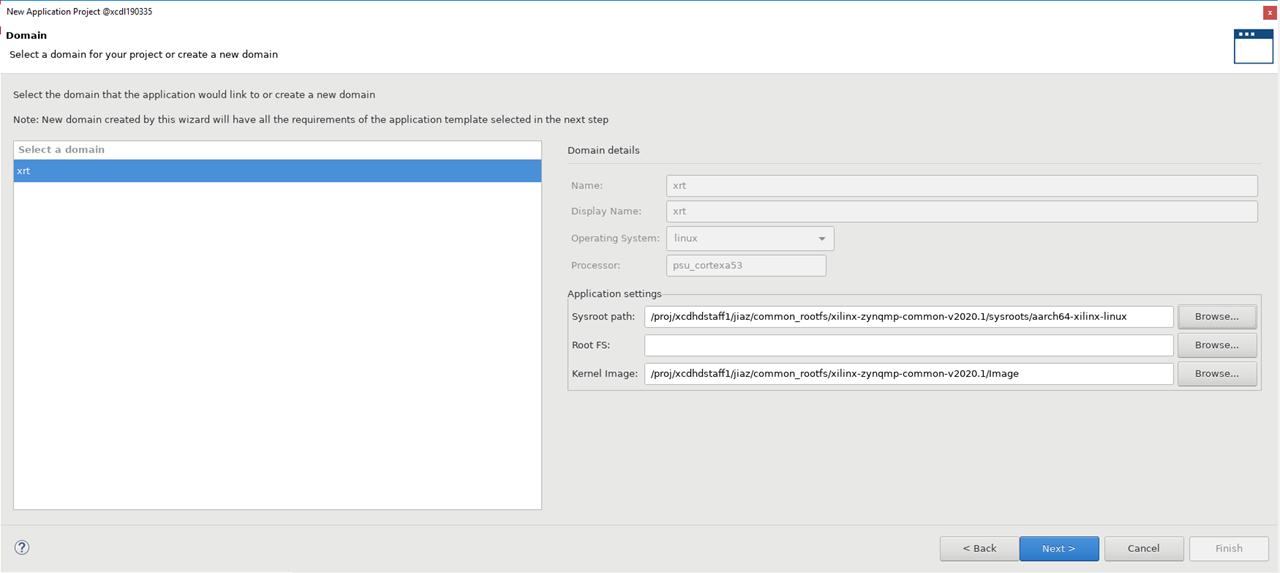 New Application Project @xcdl190335
x
Domain
Select a domain for your project or create a new domain
Select the domain that the application would link to or create a new domain
Note: New domain created by this wizard will have all the requirements of the application template selected in the next step
Select a domain
xrt
Domain details
Name: xrt
Display Name: xrt
Operating System: linux
Processor: psu_cortexa53
Application settings
Sysroot path: /proj/xcdhdstaff1/jiaz/common_rootfs/xilinx-zynqmp-common-v2020.1/sysroots/aarch64-xilinx-linux Browse...
Root FS: Browse...
Kernel Image: /proj/xcdhdstaff1/jiaz/common_rootfs/xilinx-zynqmp-common-v2020.1/Image Browse...
? < Back Next > Cancel Finish